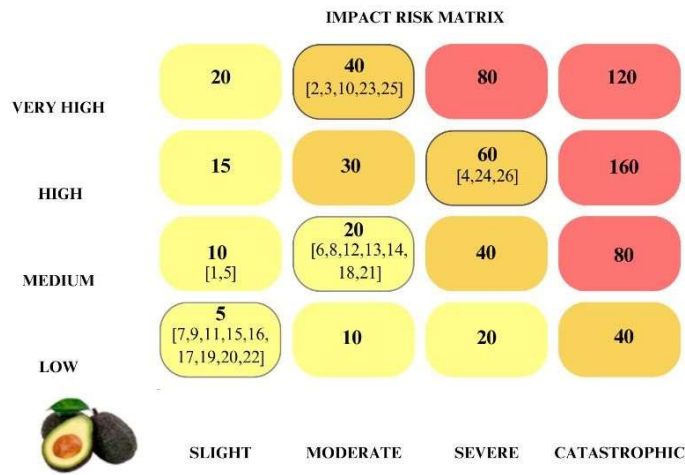 IMPACT RISK MATRIX
VERY HIGH
20
40
[2,3,10,23,25]
80
120
HIGH
15
30
60
[4,24,26]
160
MEDIUM
10
[1,5]
20
[6,8,12,13,14,
18,21]
40
80
LOW
5
[7,9,11,15,16,
17,19,20,22]
10
20
40
SLIGHT
MODERATE
SEVERE
CATASTROPHIC